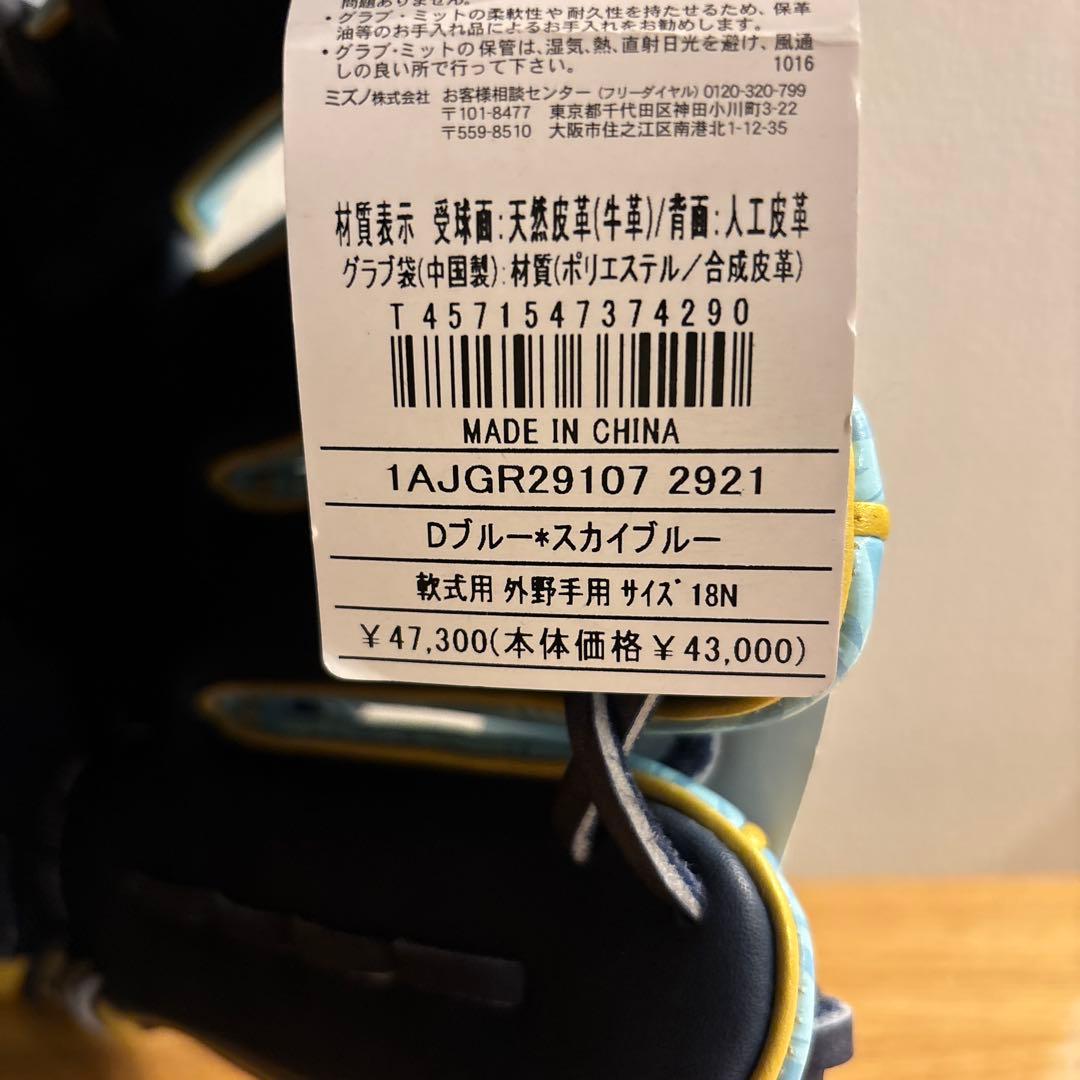 問題ありません。
・グラブ・ミットの柔軟性や耐久性を持たせるため、保革
油等のお手入れ品によるお手入れをお勧めします。
・グラブ・ミットの保管は、湿気、熱、直射日光を避け、風通
しの良い所で行って下さい。 1016
ミズノ株式会社 お客様相談センター(フリーダイヤル)0120-320-799
〒101-8477 東京都千代田区神田小川町3-22
〒559-8510 大阪市住之江区南港北1-12-35
材質表示 受球面:天然皮革(牛革)/背面:人工皮革
グラブ袋(中国製):材質(ポリエステル/合成皮革)
T 4571547374290
MADE IN CHINA
1AJGR29107 2921
Dブルー*スカイブルー
軟式用 外野手用 サイズ 18N
¥47,300(本体価格¥43,000)